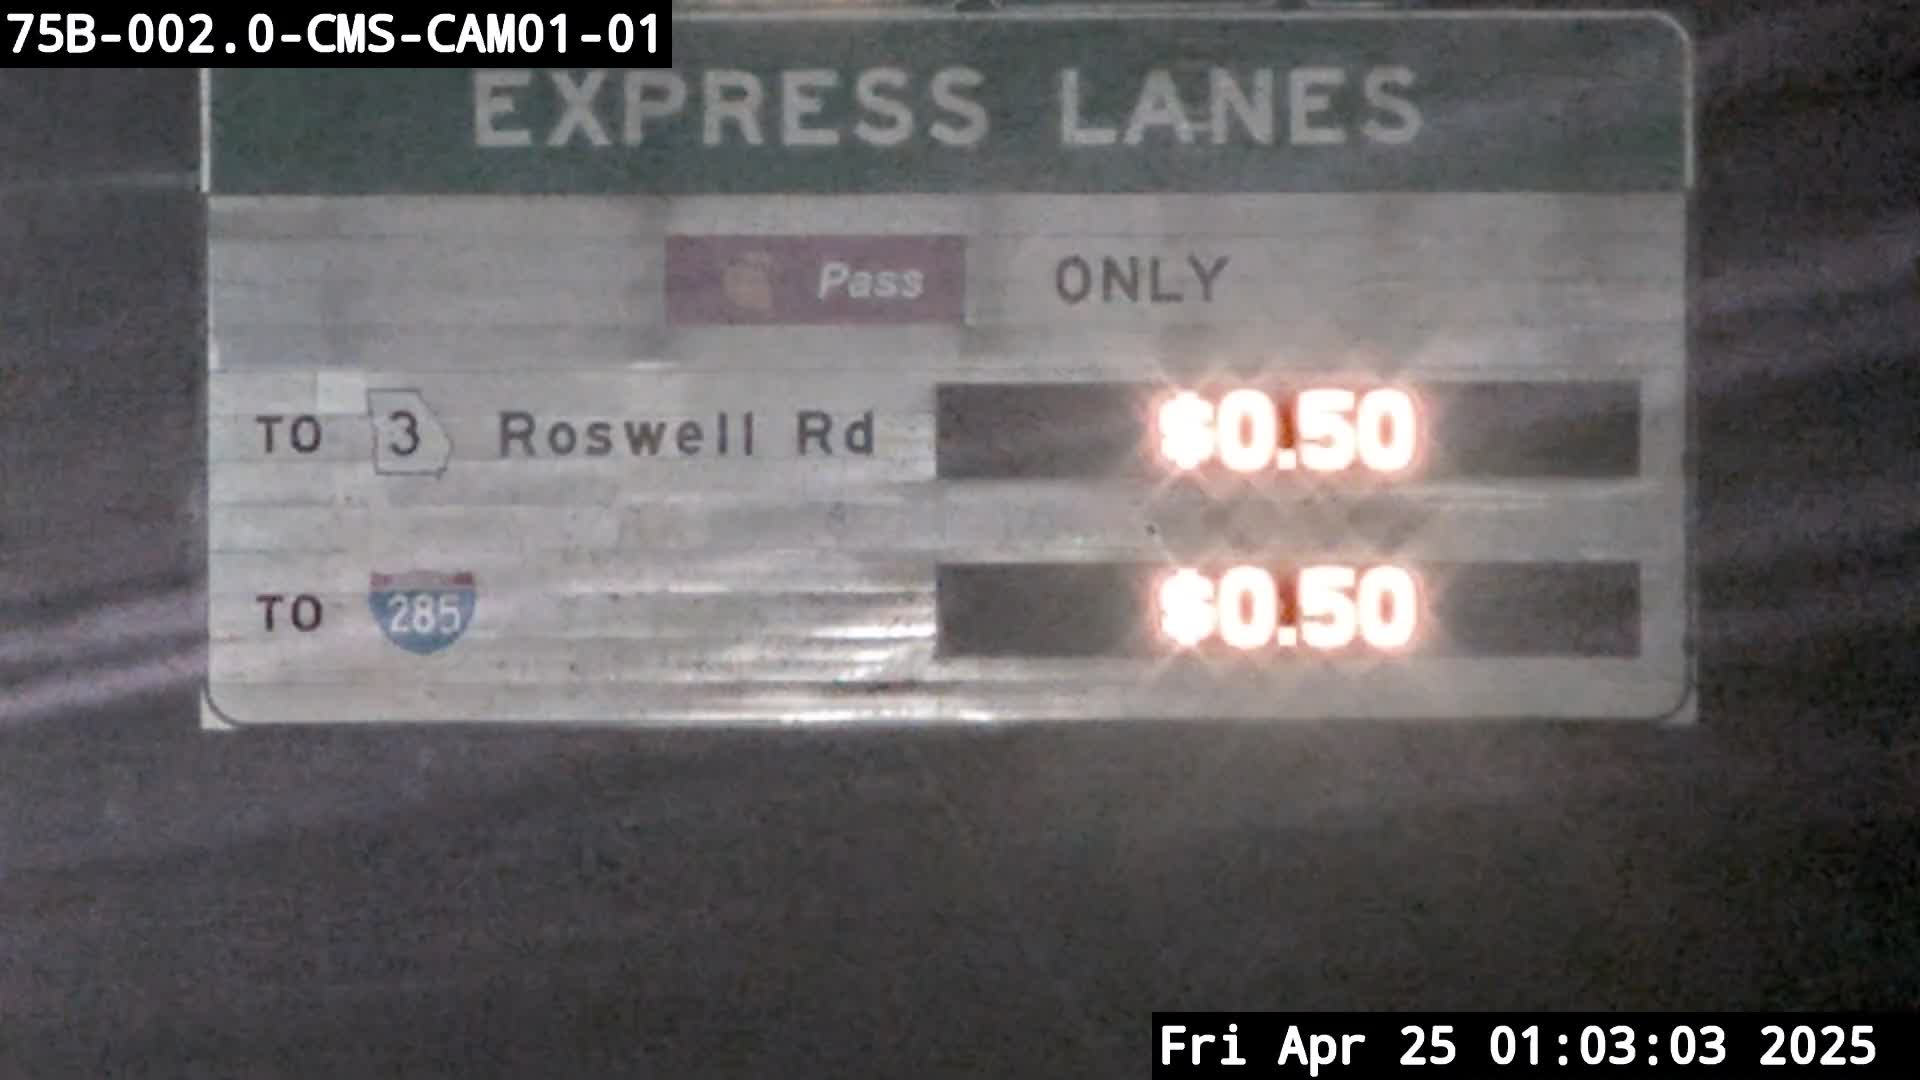 75B-002.0-CMS-CAM01-01
EXPRESS LANES
Pass ONLY
TO 3 Roswell Rd $0.50
TO 285 $0.50
Fri Apr 25 01:03:03 2025